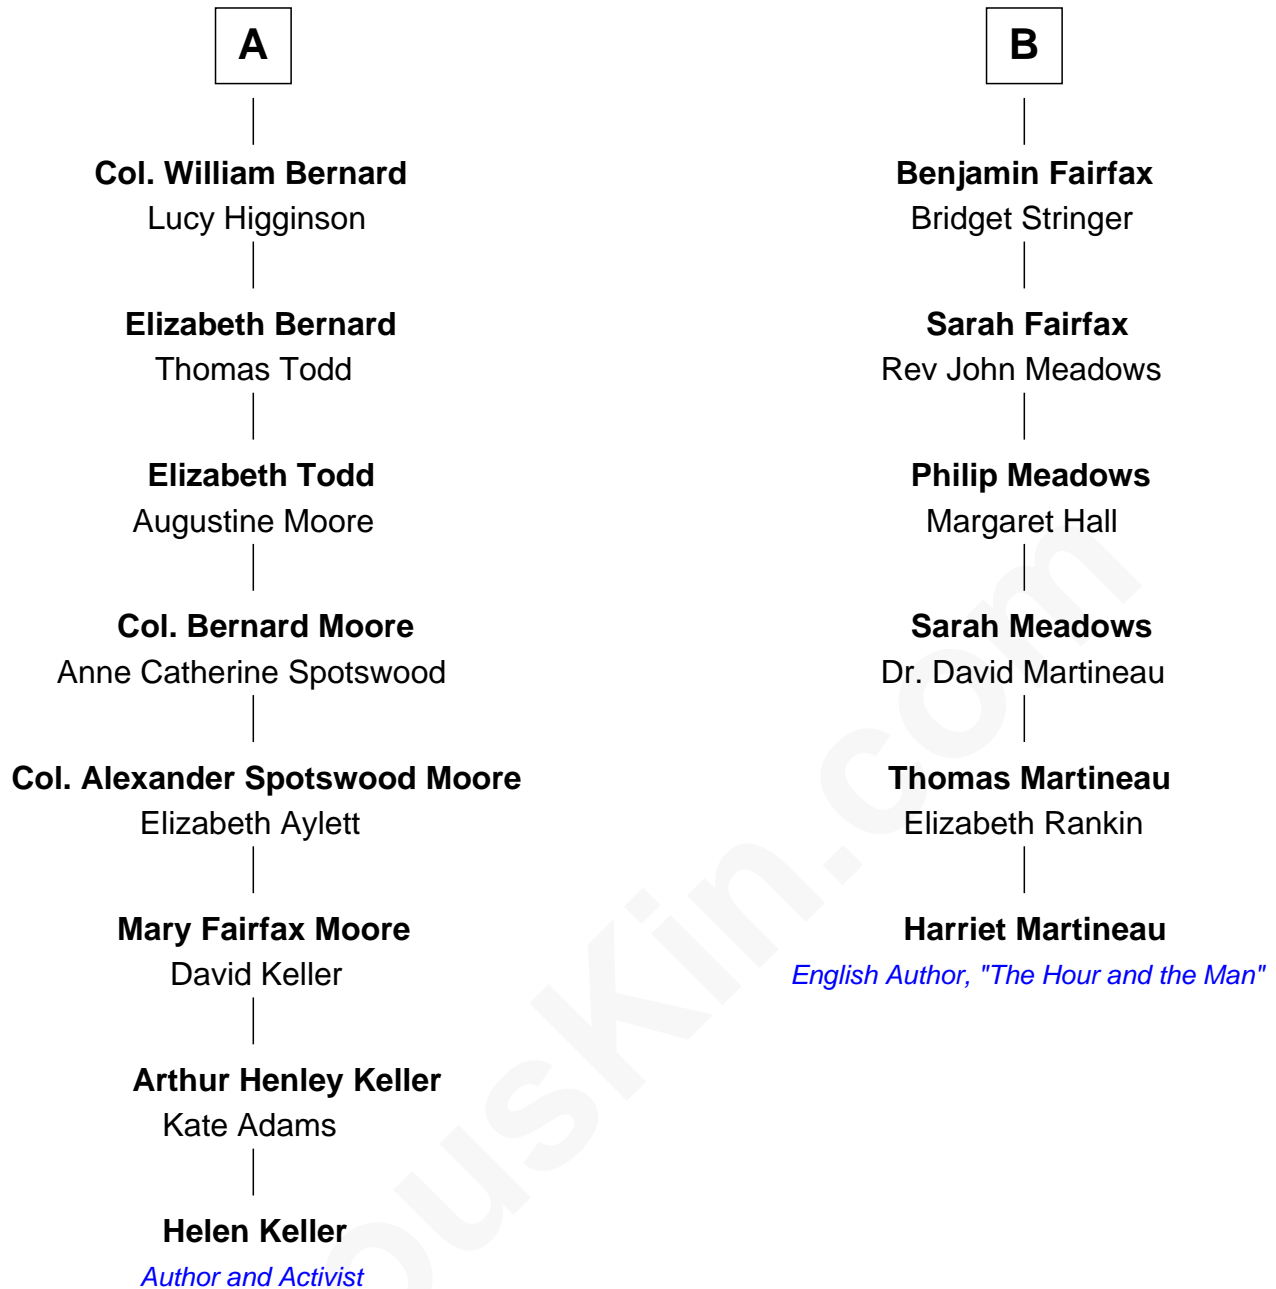 A
Col. William Bernard
Lucy Higginson
Elizabeth Bernard
Thomas Todd
Elizabeth Todd
Augustine Moore
Col. Bernard Moore
Anne Catherine Spotswood
Col. Alexander Spotswood Moore
Elizabeth Aylett
Mary Fairfax Moore
David Keller
Arthur Henley Keller
Kate Adams
Helen Keller
Author and Activist
B
Benjamin Fairfax
Bridget Stringer
Sarah Fairfax
Rev John Meadows
Philip Meadows
Margaret Hall
Sarah Meadows
Dr. David Martineau
Thomas Martineau
Elizabeth Rankin
Harriet Martineau
English Author, "The Hour and the Man"
ousKin.com